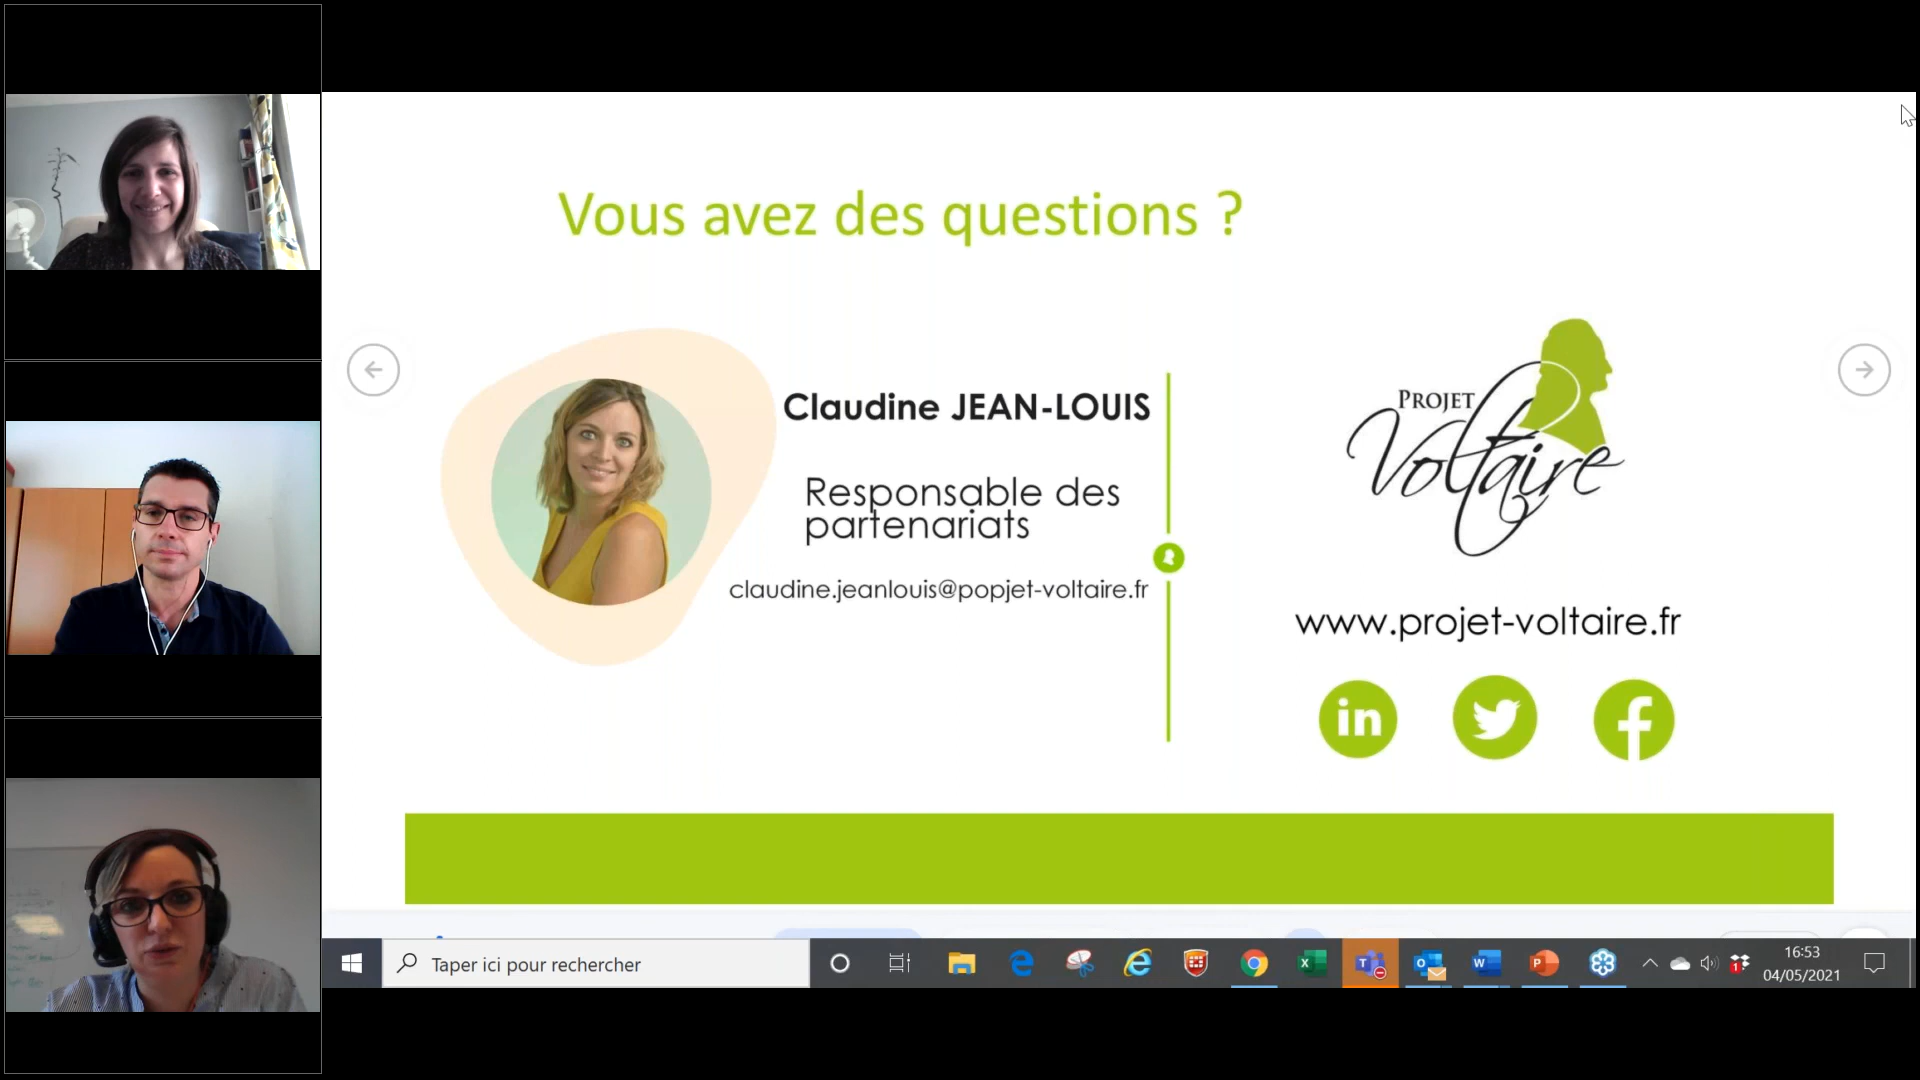 Vous avez des questions ?
Claudine JEAN-LOUIS
Responsable des
partenariats
claudine.jeanlouis@popjet-voltaire.fr
PROJET
Voltaire
www.projet-voltaire.fr
in
f
Taper ici pour rechercher
16:53
04/05/2021